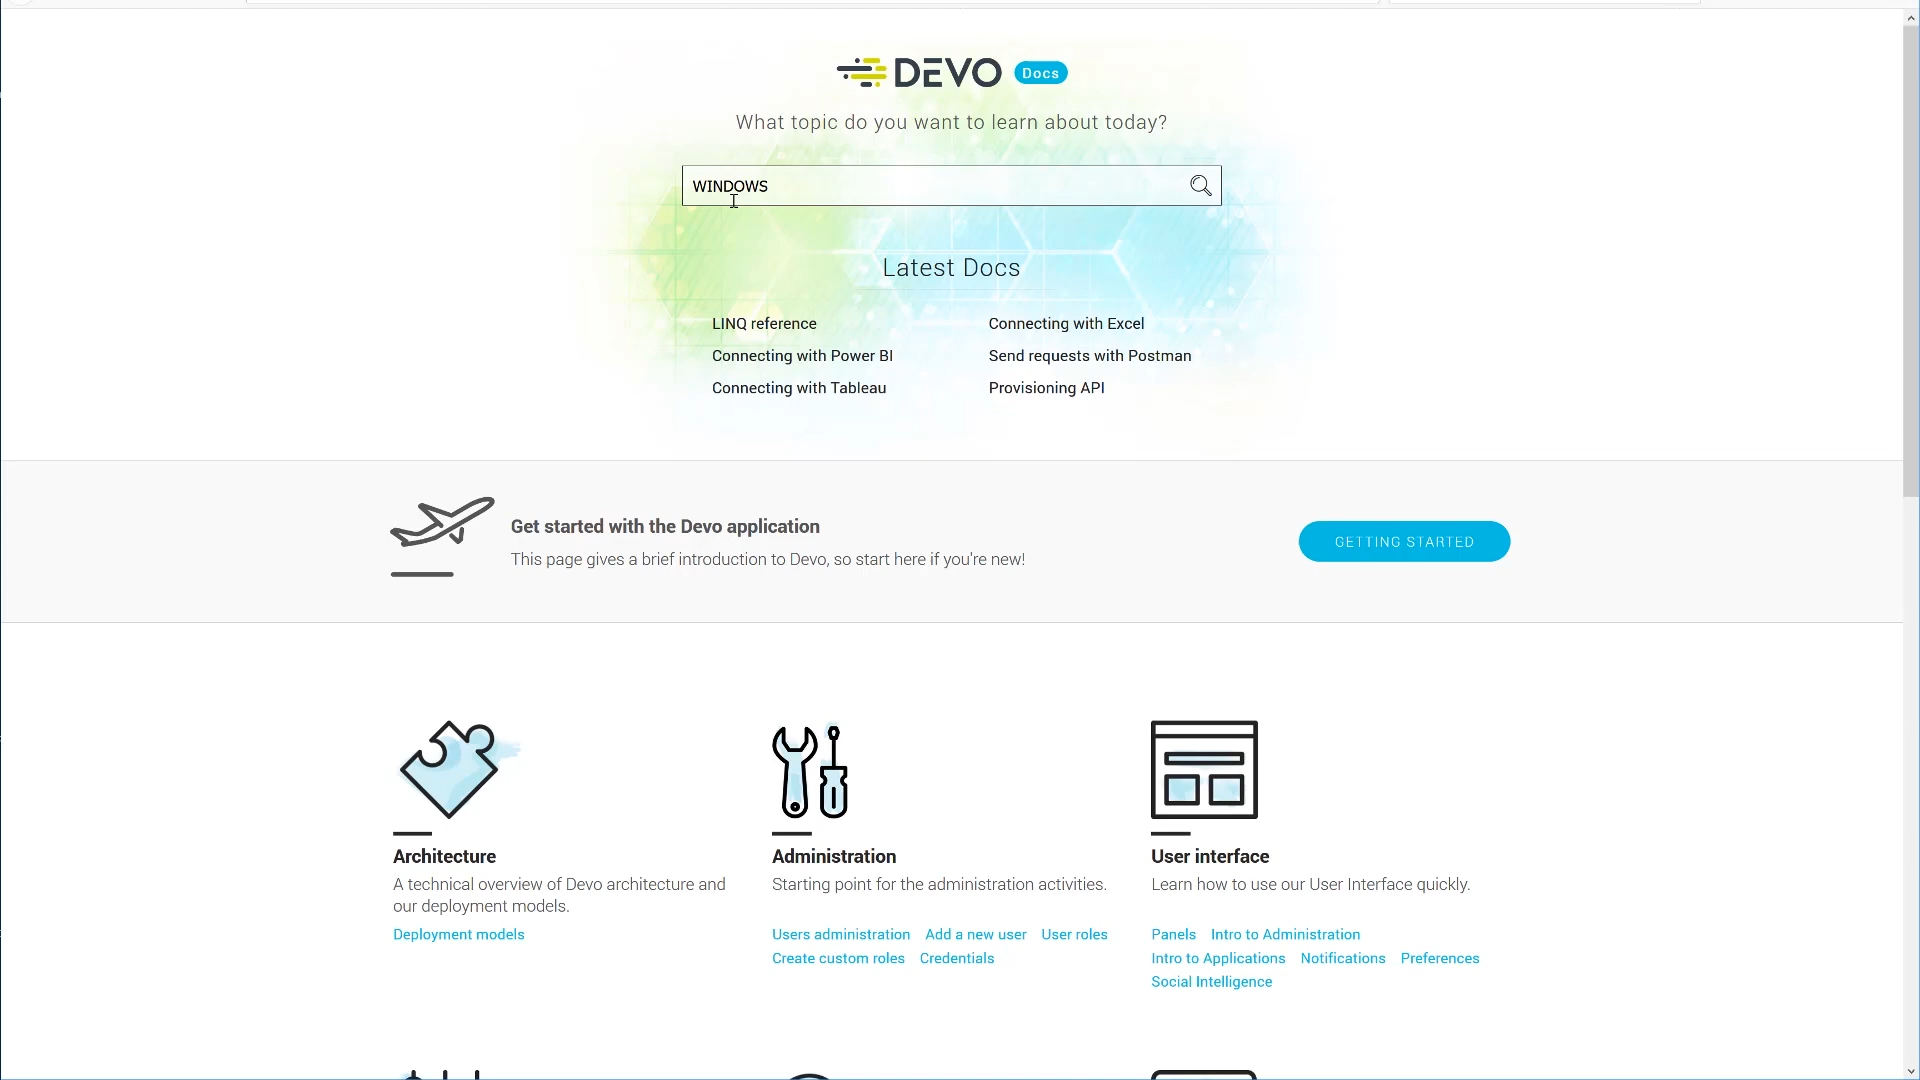 DEVO Docs
What topic do you want to learn about today?
WINDOWS
Latest Docs
LINQ reference
Connecting with Excel
Connecting with Power BI
Send requests with Postman
Connecting with Tableau
Provisioning API
Get started with the Devo application
This page gives a brief introduction to Devo, so start here if you're new!
GETTING STARTED
Architecture
A technical overview of Devo architecture and
our deployment models.
Deployment models
Administration
Starting point for the administration activities.
Users administration Add a new user User roles
Create custom roles Credentials
User interface
Learn how to use our User Interface quickly.
Panels Intro to Administration
Intro to Applications Notifications Preferences
Social Intelligence